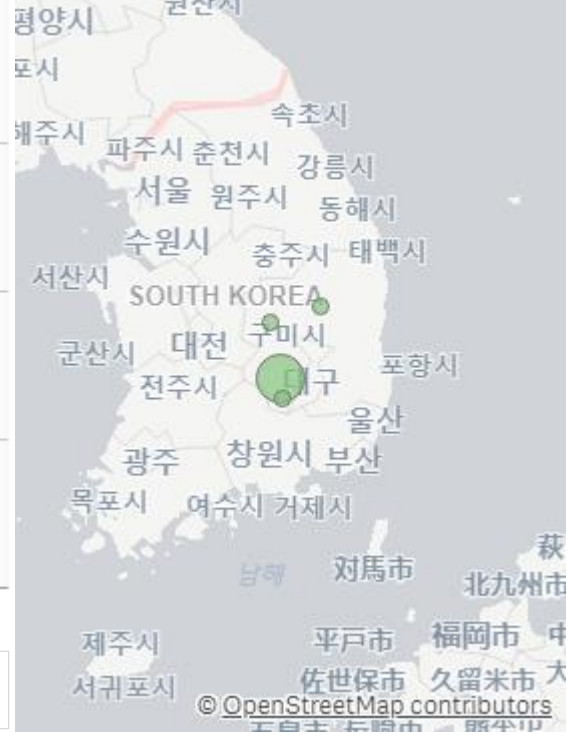 평양시
포시
속초시
해주시
파주시 춘천시
강릉시
서울 원주시
동해시
수원시
충주시 태백시
서산시
SOUTH KOREA
구미시
대전
군산시
포항시
대구
전주시
울산
창원시 부산
광주
목포시 여수시 거제시
남해
対馬市
萩
北九州市
제주시
平戸市 福岡市 中
서귀포시
佐世保市 久留米市 大
© OpenStreetMap contributors